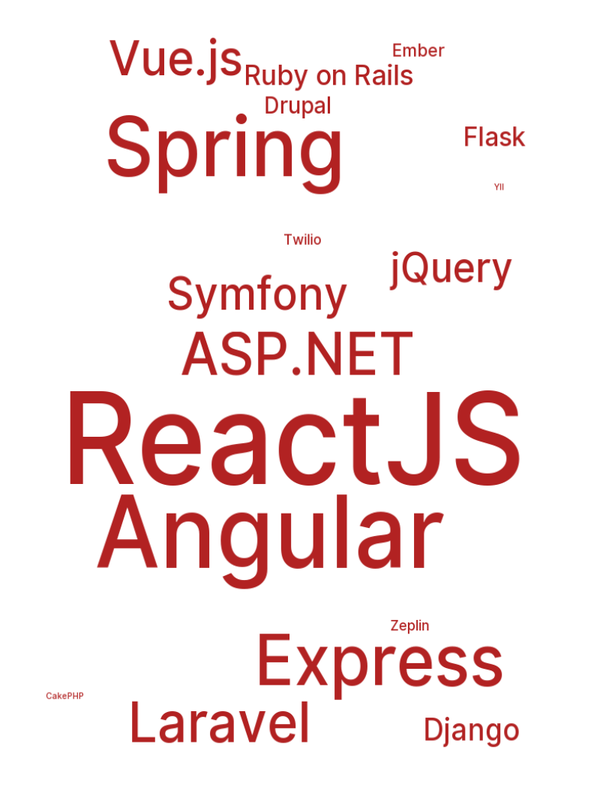 Vue.js
Ember
Ruby on Rails
Drupal
Spring
Flask
YII
Twilio
jQuery
Symfony
ASP.NET
ReactJS
Angular
Zeplin
Express
CakePHP
Laravel
Django